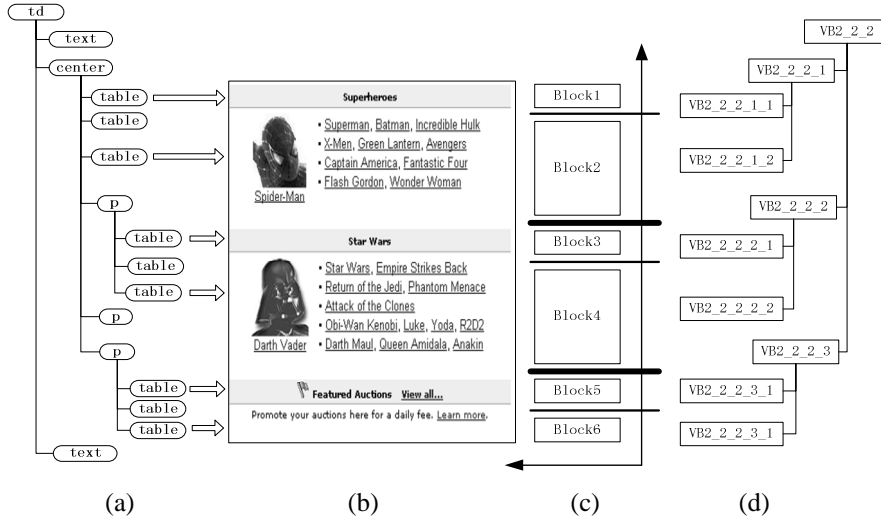 td
text
center
table
table
table
p
table
table
table
p
p
table
table
table
text
(a)
Superheroes
Spider-Man
• Superman, Batman, Incredible Hulk
• X-Men, Green Lantern, Avengers
• Captain America, Fantastic Four
• Flash Gordon, Wonder Woman
Star Wars
Darth Vader
• Star Wars, Empire Strikes Back
• Return of the Jedi, Phantom Menace
• Attack of the Clones
• Obi-Wan Kenobi, Luke, Yoda, R2D2
• Darth Maul, Queen Amidala, Anakin
Featured Auctions View all...
Promote your auctions here for a daily fee. Learn more.
(b)
Block1
Block2
Block3
Block4
Block5
Block6
(c)
VB2_2_2
VB2_2_2_1
VB2_2_2_1_1
VB2_2_2_1_2
VB2_2_2_2
VB2_2_2_2_1
VB2_2_2_2_2
VB2_2_2_3
VB2_2_2_3_1
VB2_2_2_3_1
(d)